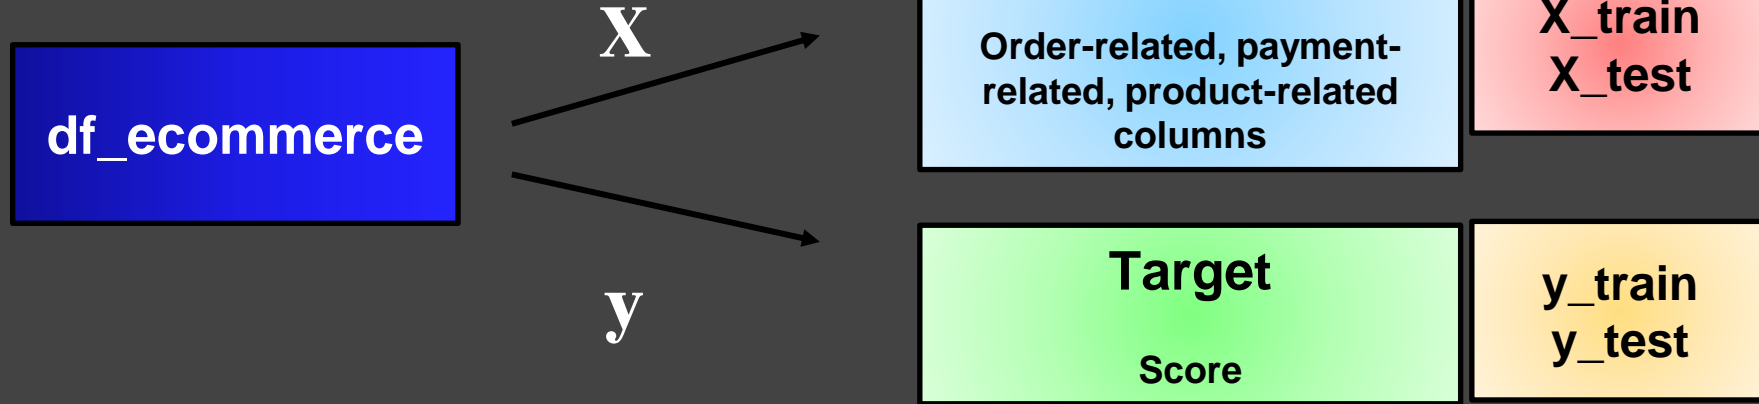 df_ecommerce
X
y
Order-related, payment-
related, product-related
columns
X_train
X_test
Target
Score
y_train
y_test